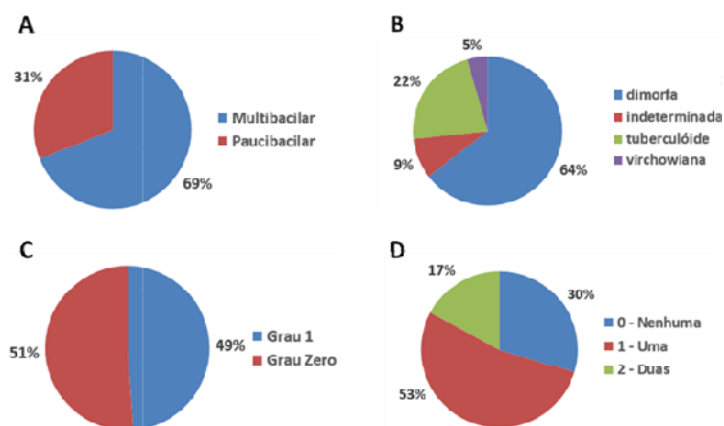 A
31%
69%
Multibacilar
Paucibacilar
B
5%
22%
9%
64%
dimorfa
indeterminada
tuberculóide
virchowiana
C
51%
49%
Grau 1
Grau Zero
D
17%
30%
53%
0 - Nenhuma
1 - Uma
2 - Duas